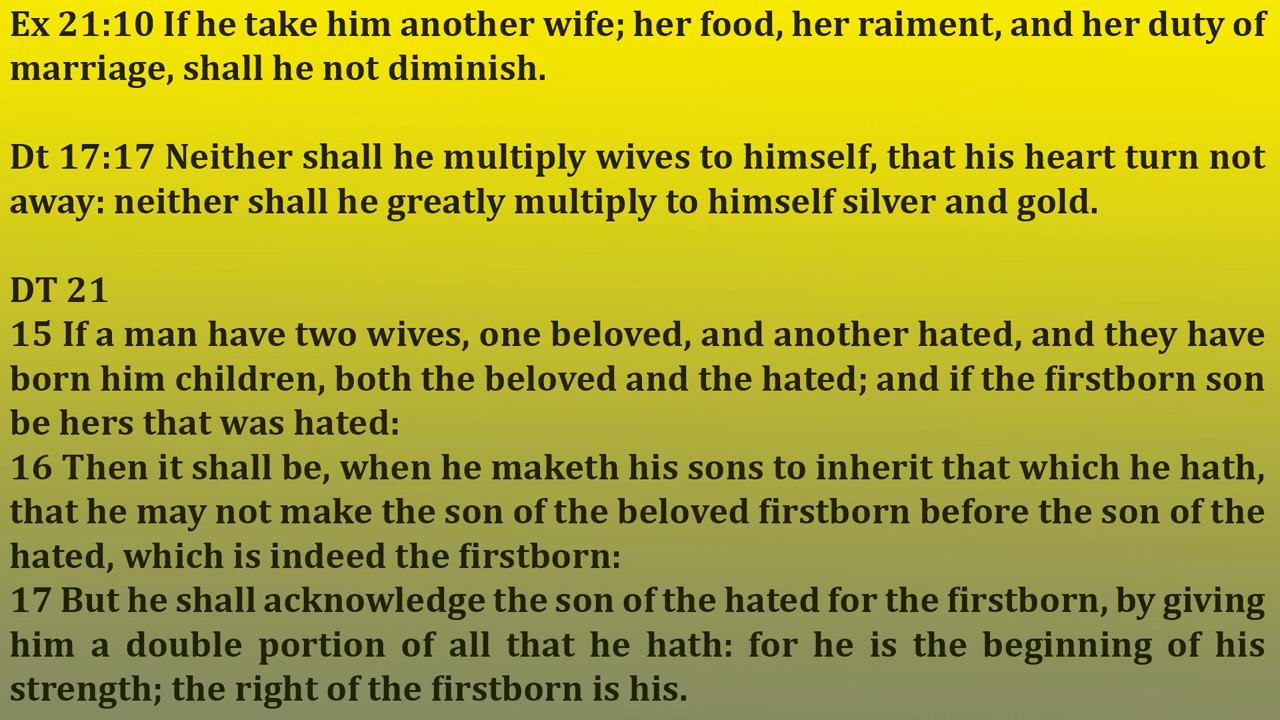 Ex 21:10 If he take him another wife; her food, her raiment, and her duty of
marriage, shall he not diminish.
Dt 17:17 Neither shall he multiply wives to himself, that his heart turn not
away: neither shall he greatly multiply to himself silver and gold.
DT 21
15 If a man have two wives, one beloved, and another hated, and they have
born him children, both the beloved and the hated; and if the firstborn son
be hers that was hated:
16 Then it shall be, when he maketh his sons to inherit that which he hath,
that he may not make the son of the beloved firstborn before the son of the
hated, which is indeed the firstborn:
17 But he shall acknowledge the son of the hated for the firstborn, by giving
him a double portion of all that he hath: for he is the beginning of his
strength; the right of the firstborn is his.